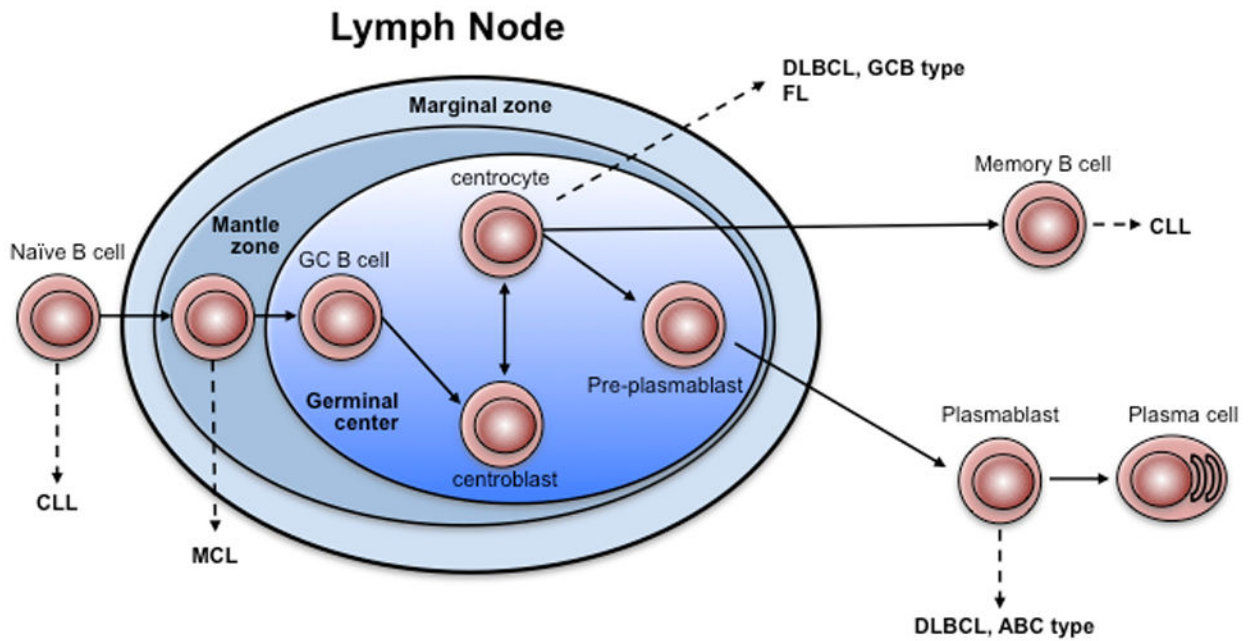 Lymph Node
DLBCL, GCB type
FL
Marginal zone
Memory B cell
centrocyte
CLL
Mantle
zone
Naïve B cell
GC B cell
Pre-plasmablast
Germinal
center
Plasmablast
Plasma cell
centroblast
CLL
MCL
DLBCL, ABC type